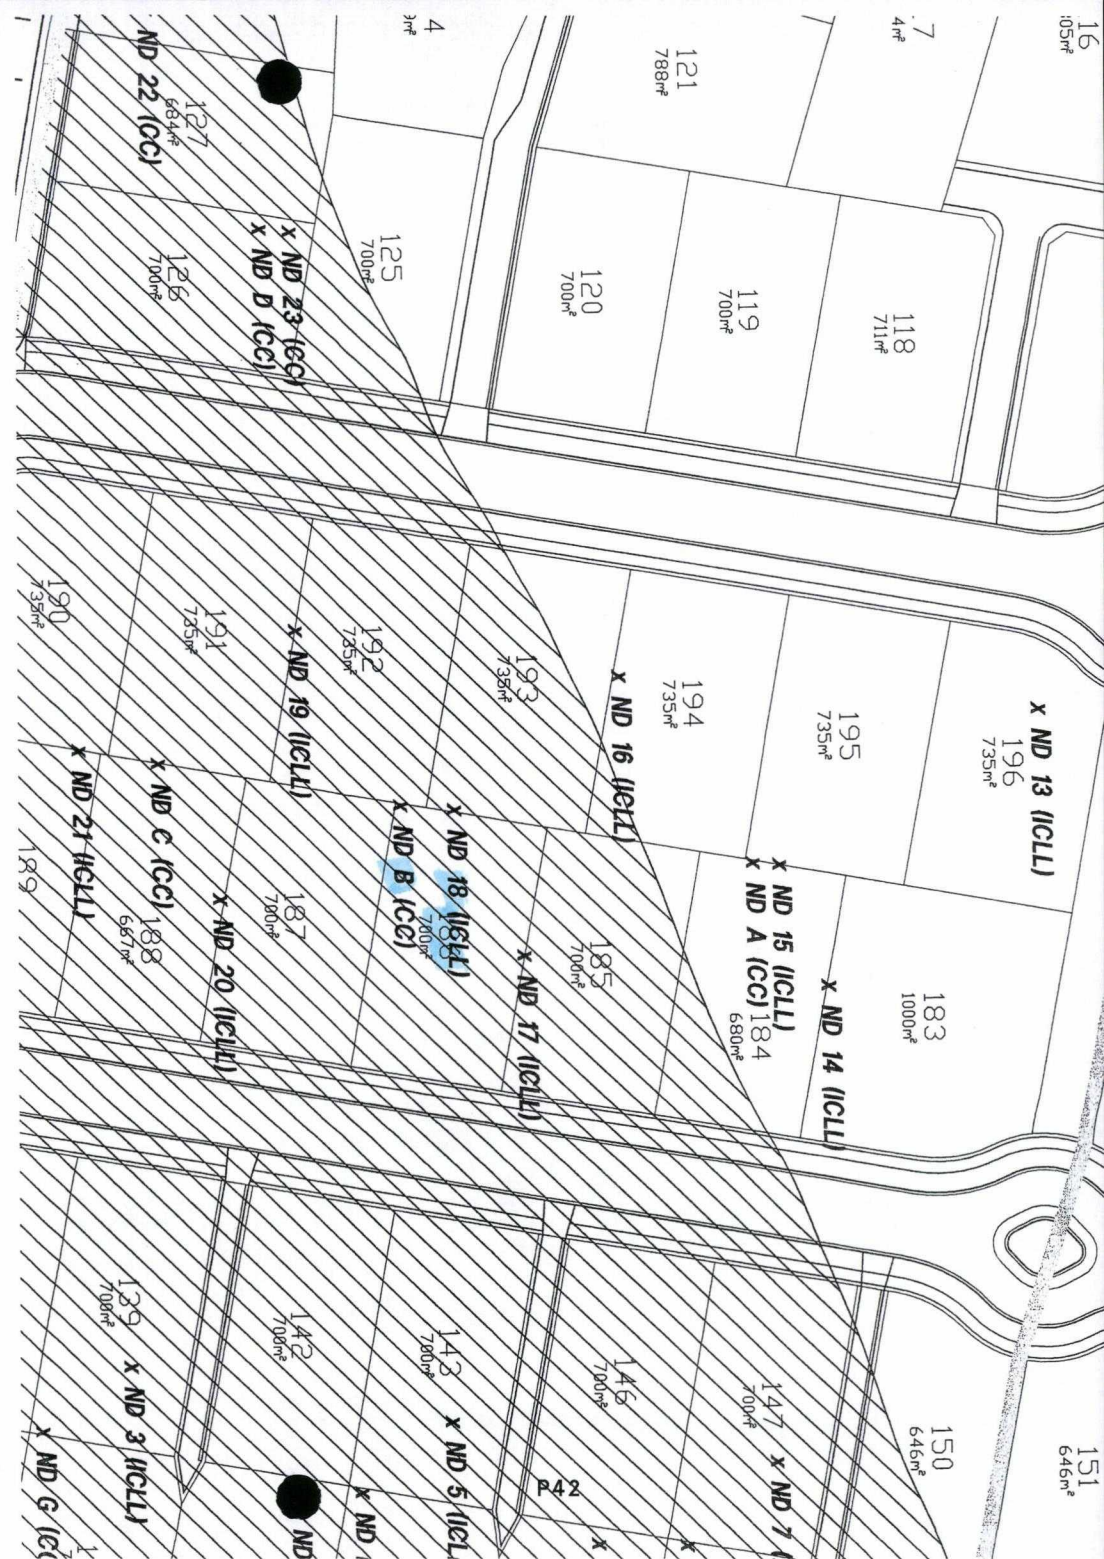 16
7
4m²
4
121
788m²
118
711m²
119
700m²
120
700m²
125
700m²
127
684m²
ND 22 (CC)
126
700m²
x ND 23 (CC)
x ND D (CC)
196
735m²
x ND 13 (ICLL)
195
735m²
194
735m²
x ND 16 (ICLL)
193
735m²
192
735m²
x ND 19 (ICLL)
191
735m²
190
735m²
183
1000m²
x ND 14 (ICLL)
x ND 15 (ICLL)
x ND A (CC)
184
680m²
185
700m²
x ND 17 (ICLL)
x ND 18 (ICLL)
186
700m²
x ND B (CC)
187
700m²
x ND 20 (ICLL)
188
667m²
x ND C (CC)
x ND 21 (ICLL)
189
151
646m²
150
646m²
147
700m²
x ND 7 (
146
700m²
P42
143
700m²
x ND 5 (ICL
142
700m²
x ND
ND
139
700m²
x ND 3 (ICLL)
x ND G (CC
x
x